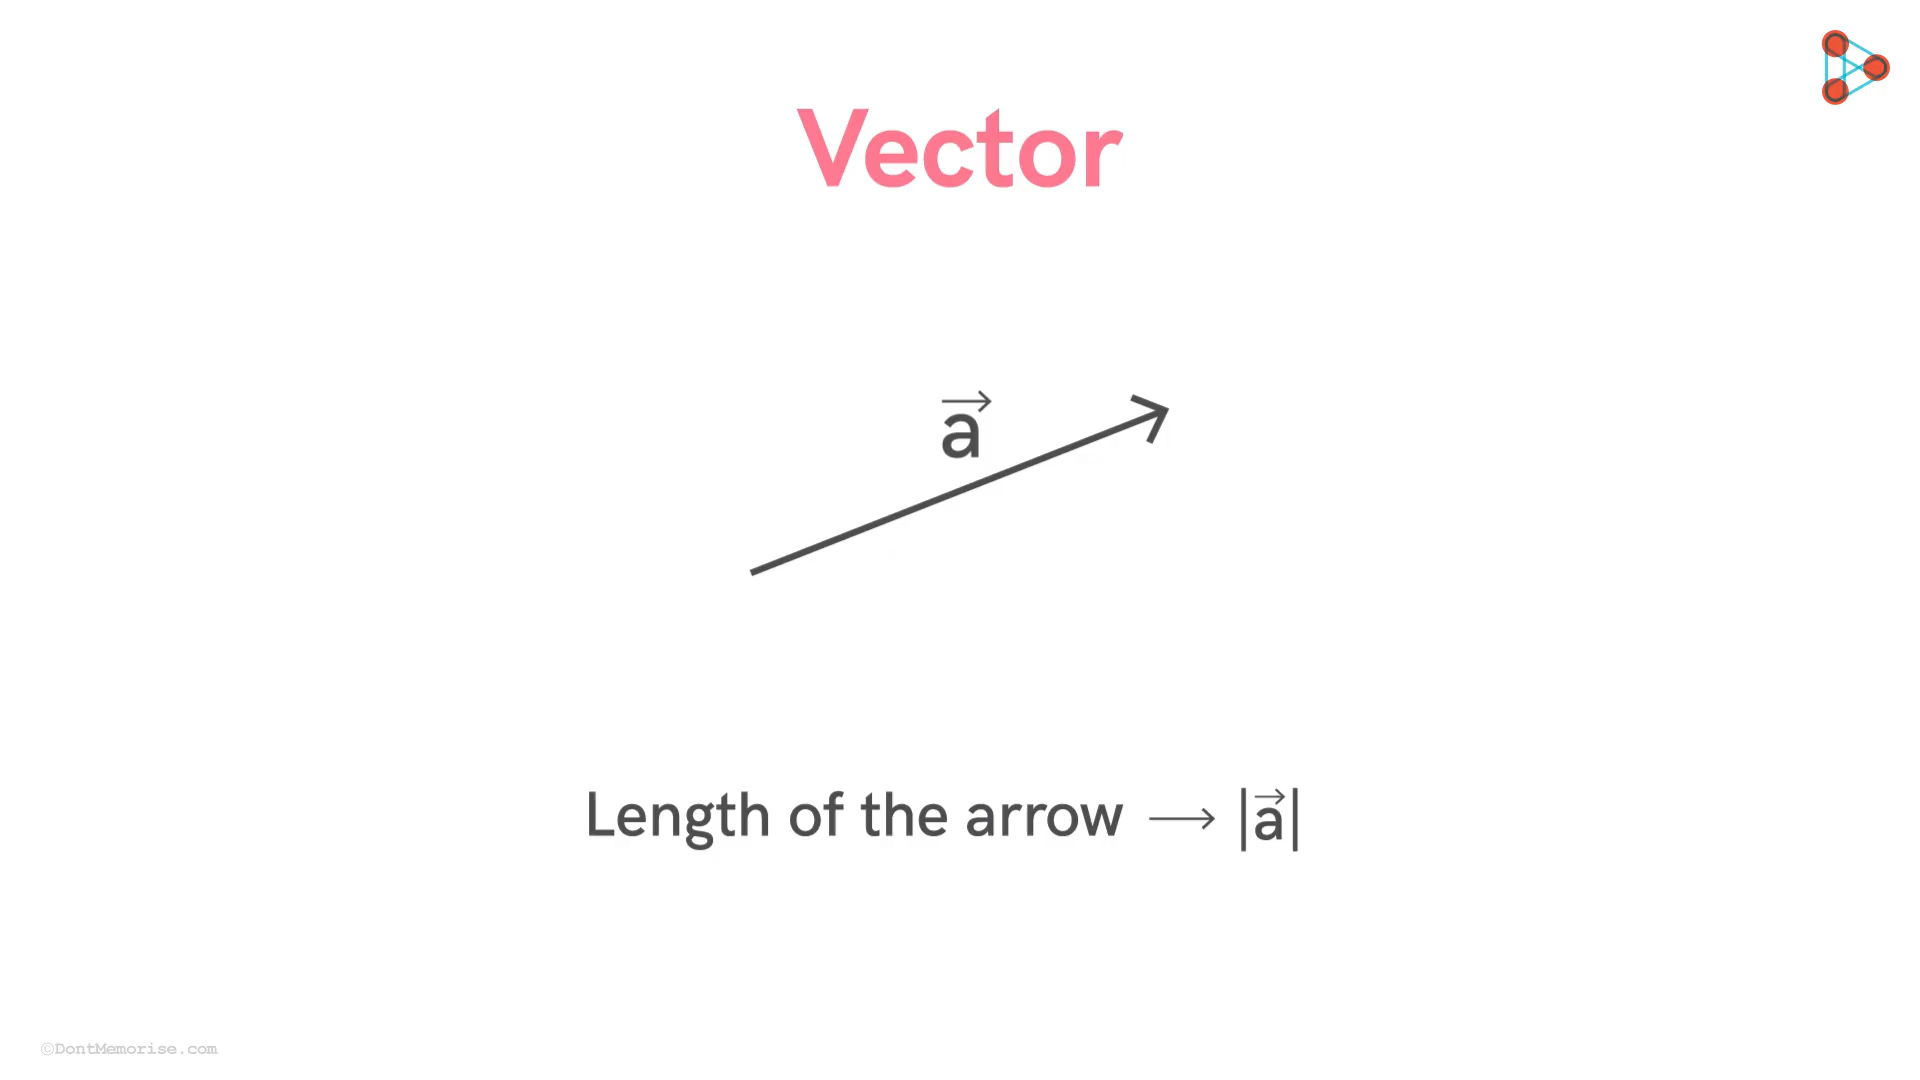 Vector
a⃗
Length of the arrow ⟶ |a⃗|
©DontMemorise.com